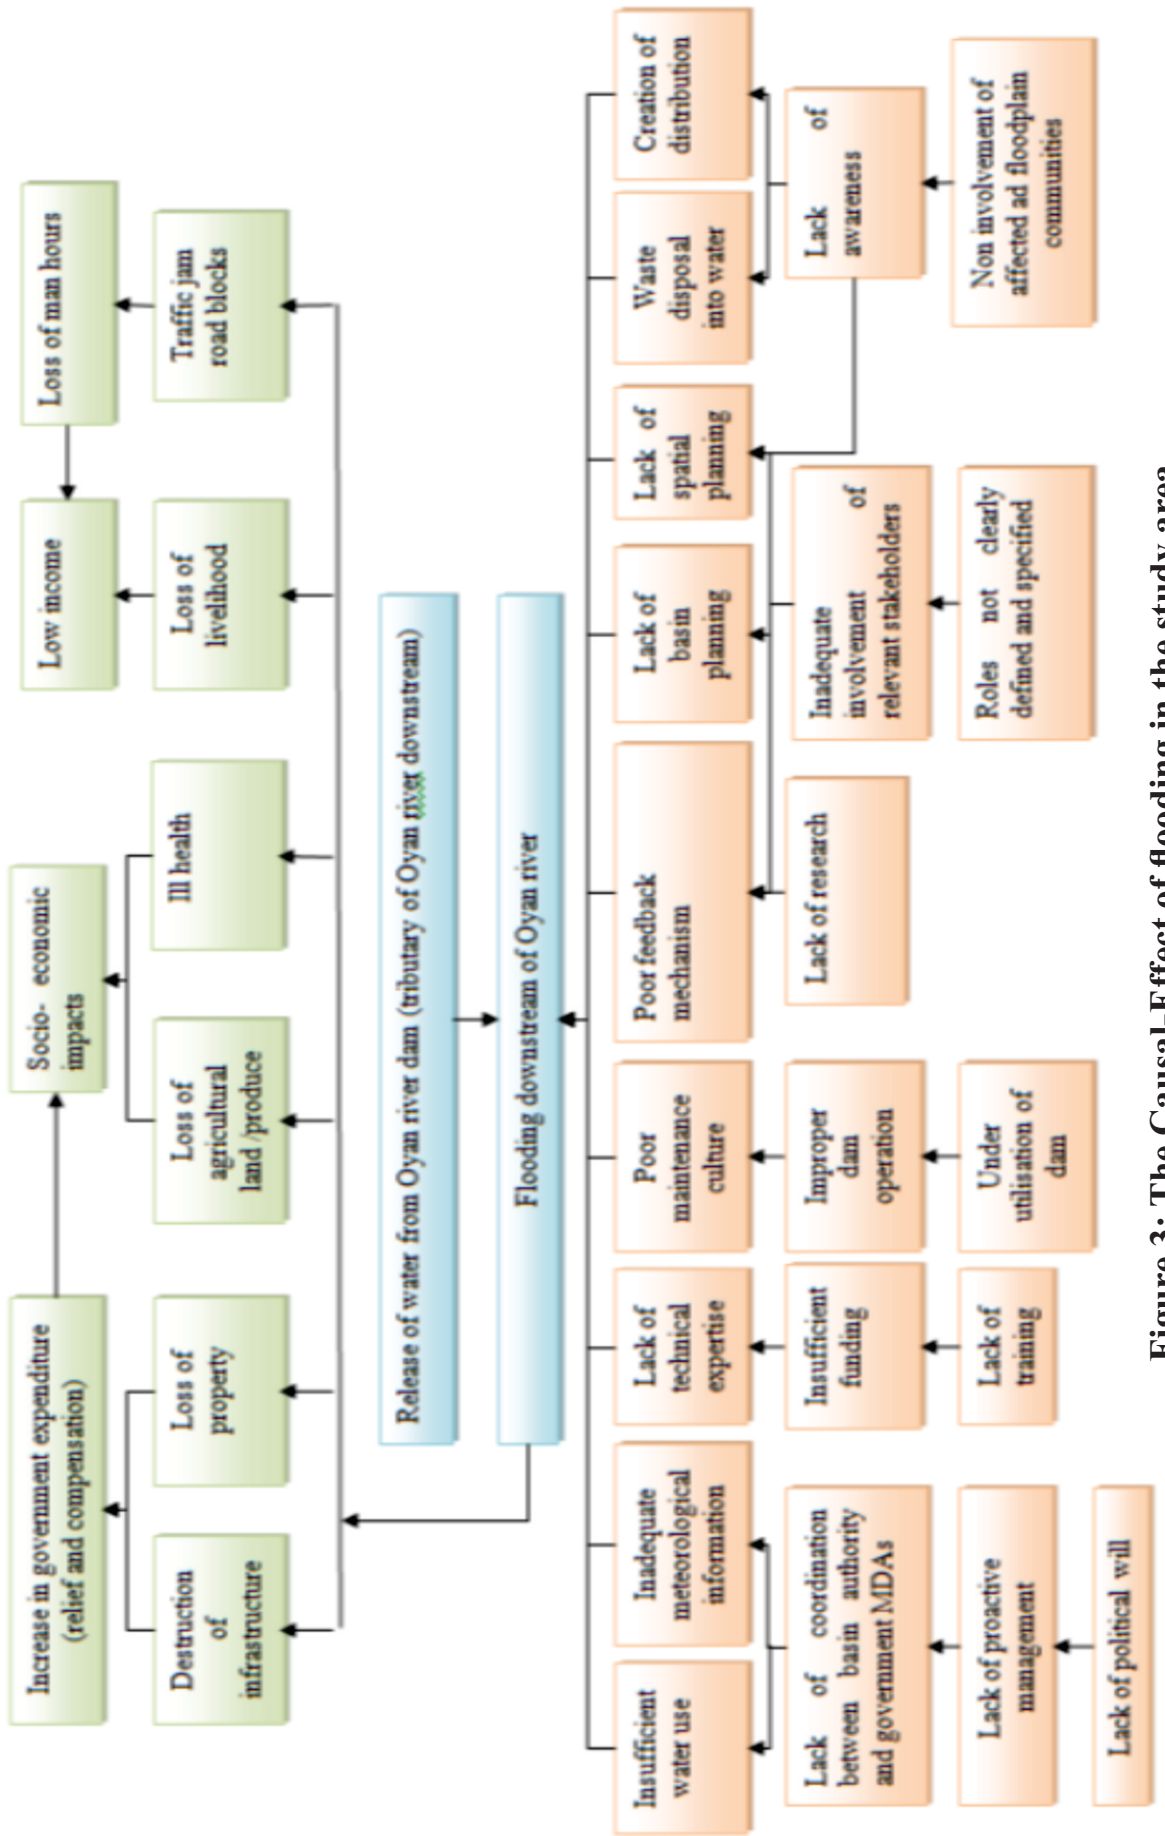 Increase in government expenditure
(relief and compensation)
Socio- economic
impacts
Low income
Loss of man hours
Destruction
of
infrastructure
Loss of
property
Loss of
agricultural
land /produce
Ill health
Loss of
livelihood
Traffic jam
road blocks
Release of water from Oyan river dam (tributary of Oyan river downstream)
Flooding downstream of Oyan river
Insufficient
water use
Inadequate
meteorological
information
Lack of
technical
expertise
Poor
maintenance
culture
Poor feedback
mechanism
Lack of
basin
planning
Lack of
spatial
planning
Waste
disposal
into water
Creation of
distribution
Lack of coordination
between basin authority
and government MDAs
Insufficient
funding
Improper
dam
operation
Lack of research
Inadequate
involvement of
relevant stakeholders
Lack of
awareness
Lack of proactive
management
Lack of
training
Under
utilisation of
dam
Roles not clearly
defined and specified
Non involvement of
affected ad floodplain
communities
Lack of political will
Figure 3: The Causal-Effect of flooding in the study area